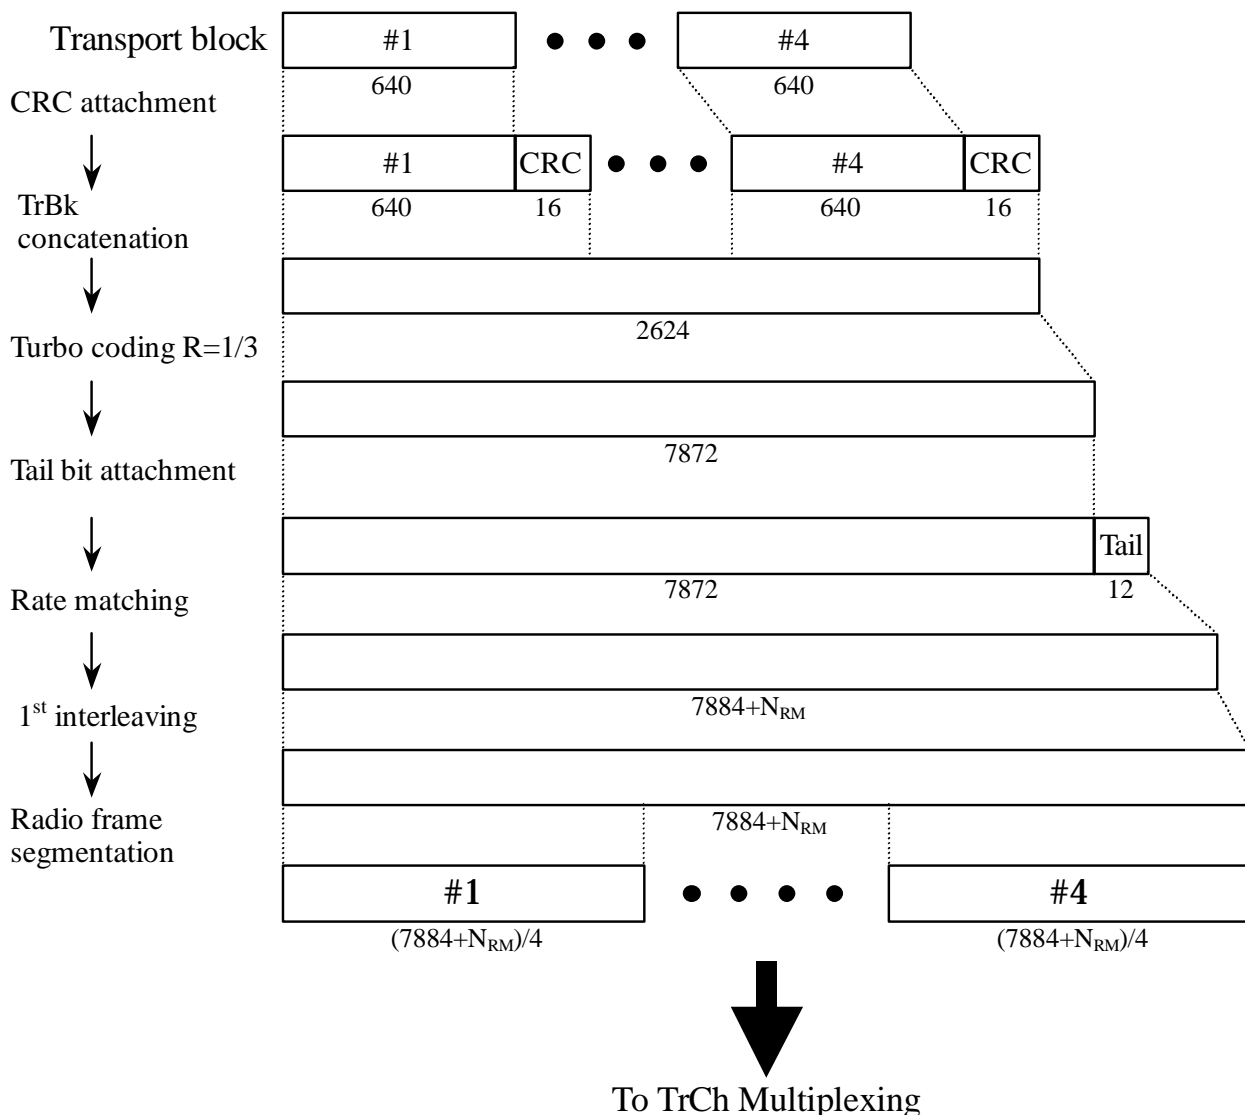 Transport block #1 #4
640 640
CRC attachment
#1 CRC #4 CRC
640 16 640 16
TrBk
concatenation
2624
Turbo coding R=1/3
7872
Tail bit attachment
Tail
7872 12
Rate matching
7884+N_RM
1st interleaving
7884+N_RM
Radio frame
segmentation
#1 #4
(7884+N_RM)/4 (7884+N_RM)/4
To TrCh Multiplexing